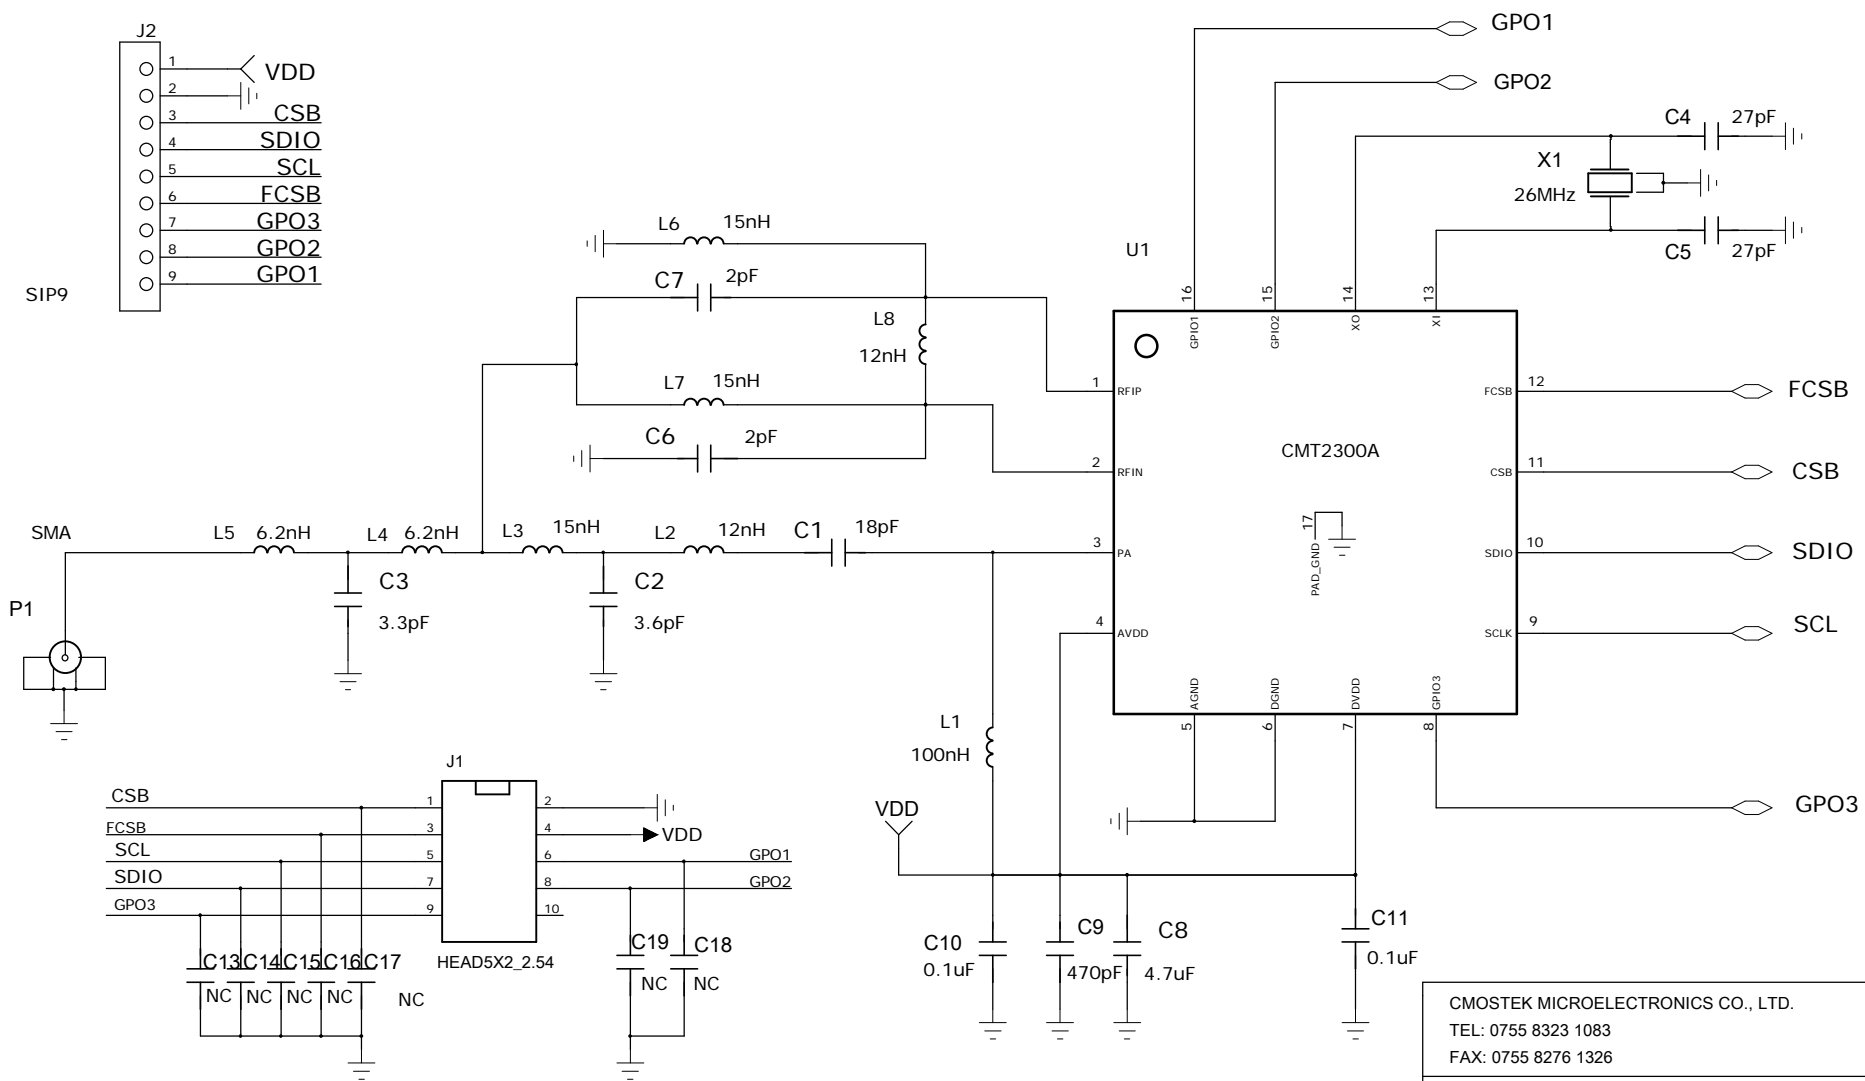 J2
1
VDD
2
3
CSB
4
SDIO
5
SCL
6
FCSB
7
GPO3
8
GPO2
9
GPO1
SIP9
GPO1
GPO2
C4
27pF
X1
26MHz
C5
27pF
L6
15nH
C7
2pF
L8
12nH
L7
15nH
C6
2pF
U1
16
15
14
13
GPIO1
GPIO2
XO
XI
1
RFIP
2
RFIN
3
PA
4
AVDD
CMT2300A
17
PAD_GND
FCSB
12
FCSB
CSB
11
CSB
SDIO
10
SDIO
SCLK
9
SCL
AGND
DGND
DVDD
GPIO3
5
6
7
8
GPO3
SMA
L5
6.2nH
L4
6.2nH
L3
15nH
L2
12nH
C1
18pF
P1
C3
3.3pF
C2
3.6pF
L1
100nH
VDD
J1
CSB
1
2
FCSB
3
4
VDD
SCL
5
6
GPO1
SDIO
7
8
GPO2
GPO3
9
10
HEAD5X2_2.54
C13
C14
C15
C16
C17
NC
NC
NC
NC
NC
C19
C18
NC
NC
C10
0.1uF
C9
470pF
C8
4.7uF
C11
0.1uF
CMOSTEK MICROELECTRONICS CO., LTD.
TEL: 0755 8323 1083
FAX: 0755 8276 1326